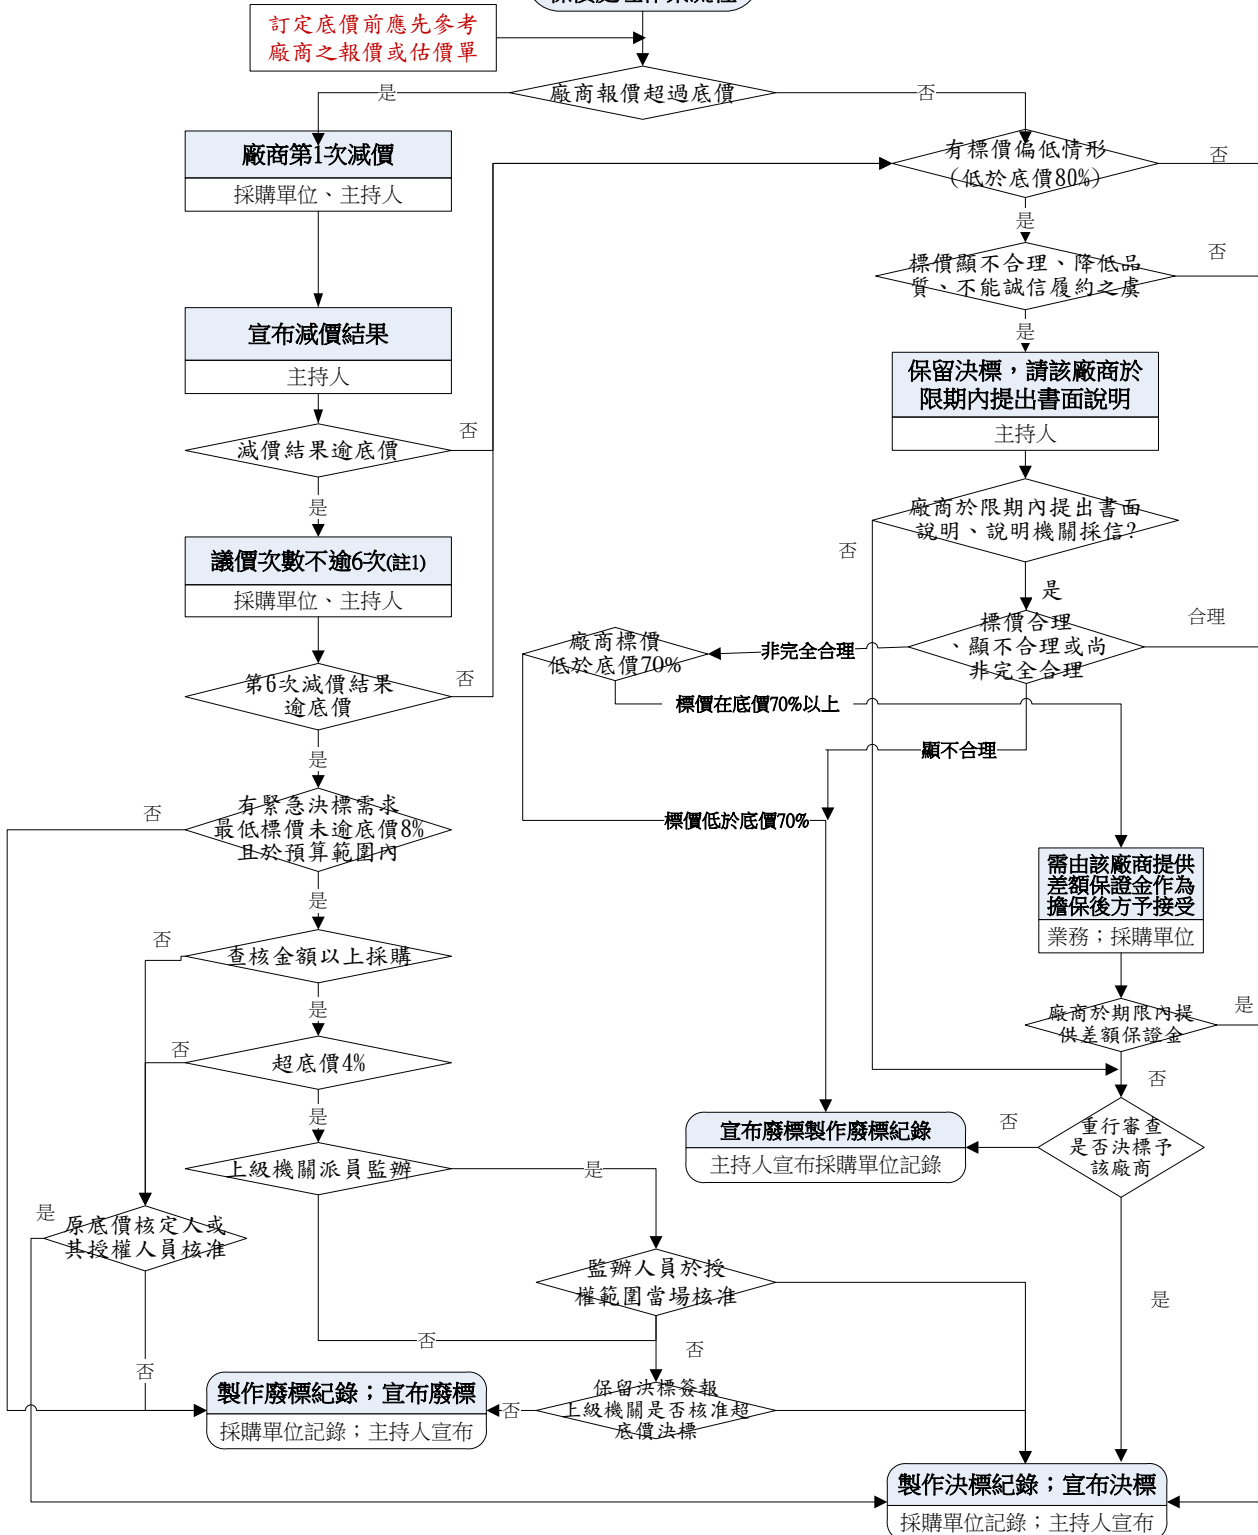 訂定底價前應先參考
廠商之報價或估價單
廠商報價超過底價
是
否
廠商第1次減價
採購單位、主持人
有標價偏低情形
(低於底價80%)
否
是
標價顯不合理、降低品
質、不能誠信履約之虞
否
是
宣布減價結果
主持人
保留決標，請該廠商於
限期內提出書面說明
主持人
減價結果逾底價
否
是
廠商於限期內提出書面
說明、說明機關採信?
否
是
議價次數不逾6次(註1)
採購單位、主持人
標價合理
、顯不合理或尚
非完全合理
合理
非完全合理
廠商標價
低於底價70%
第6次減價結果
逾底價
否
是
標價在底價70%以上
顯不合理
標價低於底價70%
有緊急決標需求
最低標價未逾底價8%
且於預算範圍內
否
是
需由該廠商提供
差額保證金作為
擔保後方予接受
業務；採購單位
查核金額以上採購
否
是
廠商於期限內提
供差額保證金
是
否
超底價4%
否
是
宣布廢標製作廢標紀錄
主持人宣布採購單位記錄
否
重行審查
是否決標予
該廠商
是
上級機關派員監辦
是
否
原底價核定人或
其授權人員核准
是
否
監辦人員於授
權範圍當場核准
否
保留決標簽報
上級機關是否核准超
底價決標
否
製作廢標紀錄；宣布廢標
採購單位記錄；主持人宣布
製作決標紀錄；宣布決標
採購單位記錄；主持人宣布